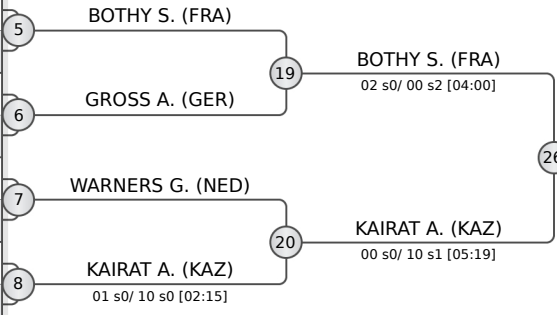 BOTHY S. (FRA)
5
19
BOTHY S. (FRA)
02 s0/ 00 s2 [04:00]
GROSS A. (GER)
6
26
WARNERS G. (NED)
7
20
KAIRAT A. (KAZ)
00 s0/ 10 s1 [05:19]
KAIRAT A. (KAZ)
8
01 s0/ 10 s0 [02:15]